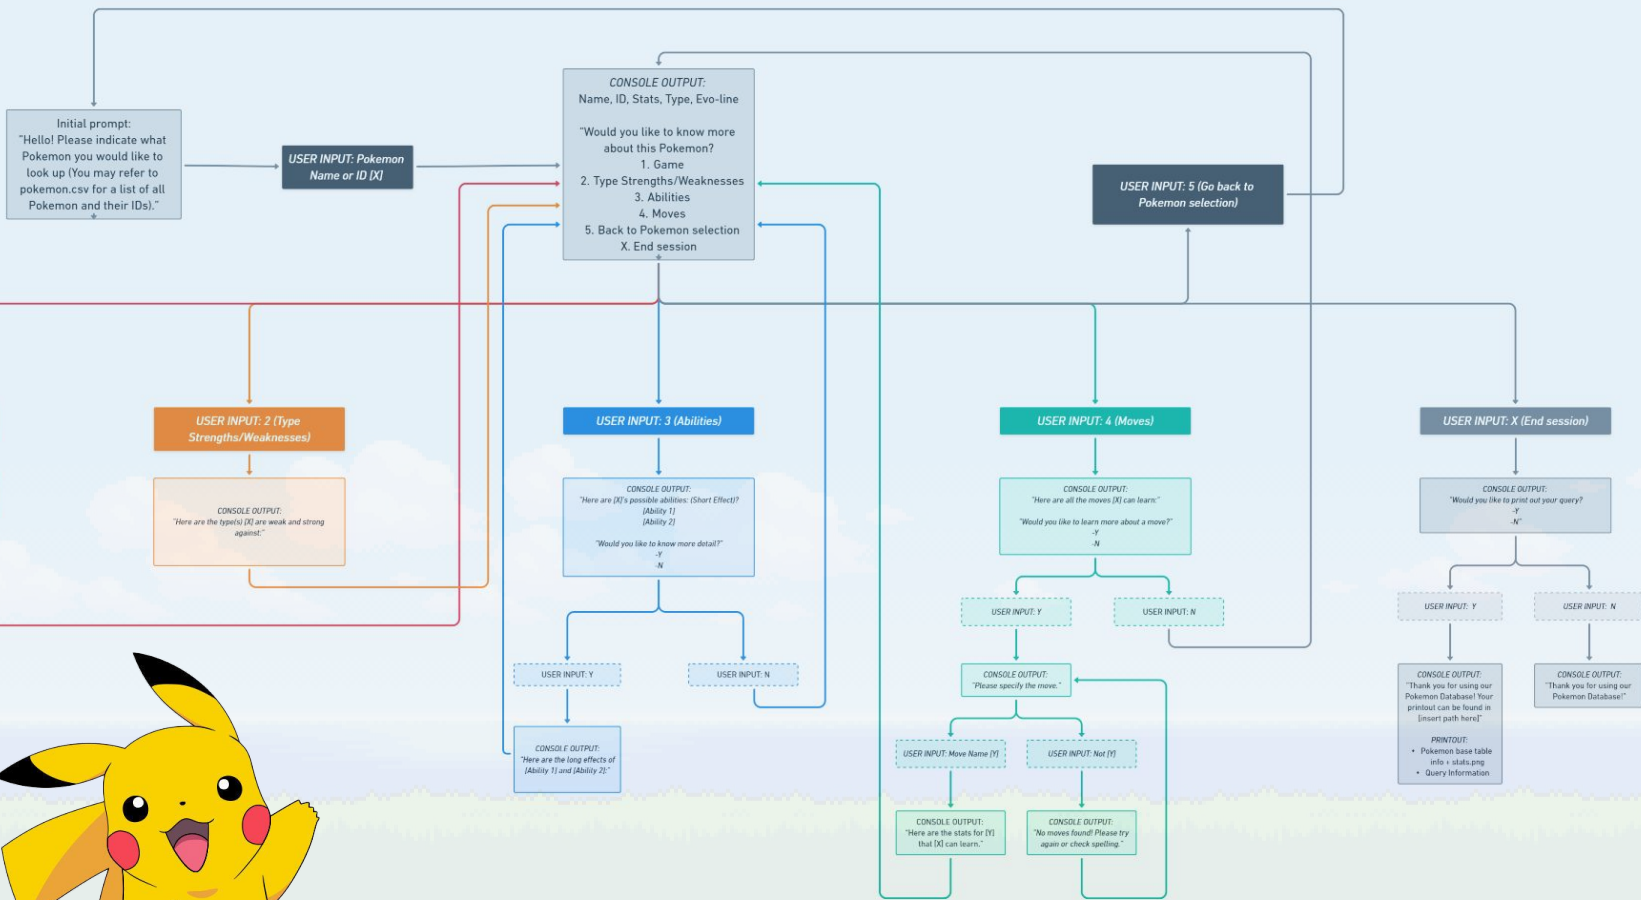 Initial prompt:
"Hello! Please indicate what
Pokemon you would like to
look up (You may refer to
pokemon.csv for a list of all
Pokemon and their IDs)."
USER INPUT: Pokemon
Name or ID [X]
CONSOLE OUTPUT:
Name, ID, Stats, Type, Evo-line
"Would you like to know more
about this Pokemon?
1. Game
2. Type Strengths/Weaknesses
3. Abilities
4. Moves
5. Back to Pokemon selection
X. End session
USER INPUT: 5 (Go back to
Pokemon selection)
USER INPUT: 2 (Type
Strengths/Weaknesses)
CONSOLE OUTPUT:
"Here are the type(s) [X] are weak and strong
against:"
USER INPUT: 3 (Abilities)
CONSOLE OUTPUT:
"Here are [X]'s possible abilities: (Short Effect)?
[Ability 1]
[Ability 2]
"Would you like to know more detail?"
-Y
-N
USER INPUT: Y
USER INPUT: N
CONSOLE OUTPUT:
"Here are the long effects of
[Ability 1] and [Ability 2]:"
USER INPUT: 4 (Moves)
CONSOLE OUTPUT:
"Here are all the moves [X] can learn:"
"Would you like to learn more about a move?"
-Y
-N
USER INPUT: Y
USER INPUT: N
CONSOLE OUTPUT:
"Please specify the move."
USER INPUT: Move Name [Y]
USER INPUT: Not [Y]
CONSOLE OUTPUT:
"Here are the stats for [Y]
that [X] can learn."
CONSOLE OUTPUT:
"No moves found! Please try
again or check spelling."
USER INPUT: X (End session)
CONSOLE OUTPUT:
"Would you like to print out your query?
-Y
-N"
USER INPUT: Y
USER INPUT: N
CONSOLE OUTPUT:
"Thank you for using our
Pokemon Database! Your
printout can be found in
[insert path here]"
PRINTOUT:
• Pokemon base table
info + stats.png
• Query Information
CONSOLE OUTPUT:
"Thank you for using our
Pokemon Database!"